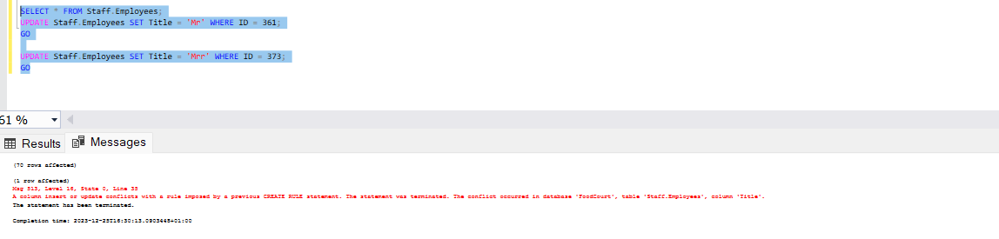 SELECT * FROM Staff.Employees;
UPDATE Staff.Employees SET Title = 'Mr' WHERE ID = 361;
GO
UPDATE Staff.Employees SET Title = 'Mrr' WHERE ID = 373;
GO
61 %
Results Messages
(70 rows affected)
(1 row affected)
Msg 513, Level 16, State 0, Line 35
A column insert or update conflicts with a rule imposed by a previous CREATE RULE statement. The statement was terminated. The conflict occurred in database 'FoodCourt', table 'Staff.Employees', column 'Title'.
The statement has been terminated.
Completion time: 2023-12-25T16:30:13.0903448+01:00